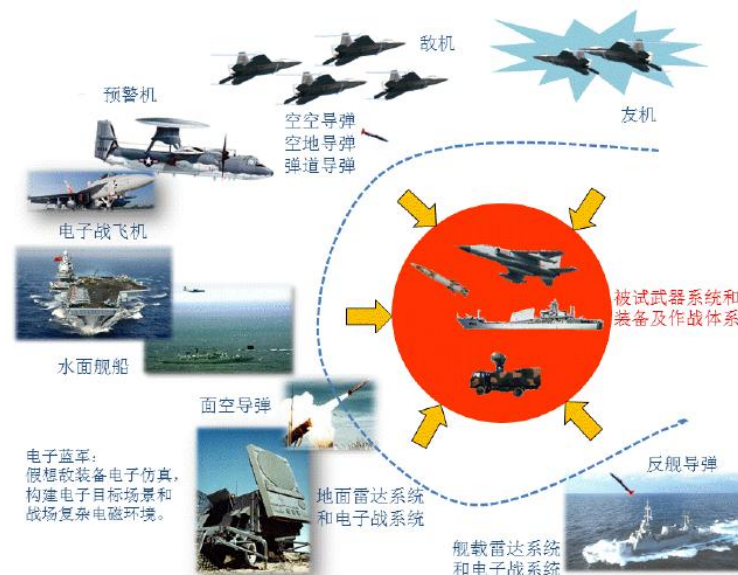 敌机
友机
预警机
空空导弹
空地导弹
弹道导弹
电子战飞机
被试武器系统和
装备及作战体系
水面舰船
面空导弹
反舰导弹
电子蓝军:
假想敌装备电子仿真,
构建电子目标场景和
战场复杂电磁环境。
地面雷达系统
和电子战系统
舰载雷达系统
和电子战系统